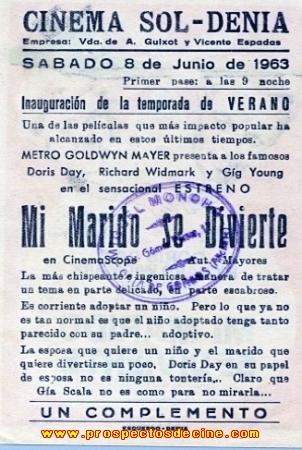 CINEMA SOL-DENIA
Empresa: Vda. de A. Guixot y Vicente Espadas
SABADO 8 de Junio de 1963
Primer pase: a las 9 noche
Inauguración de la temporada de VERANO
Una de las películas que más impacto popular ha
alcanzado en estos últimos tiempos.
METRO GOLDWYN MAYER presenta a los famosos
Doris Day, Richard Widmark y Gíg Young
en el sensacional ESTRENO
Mi Marido se Divierte
en CinemaScope Aut. Mayores
La más chispeante e ingeniosa manera de tratar
un tema en parte delicado, en parte escabroso.
Es corriente adoptar un niño. Pero lo que ya no
es tan normal es que el niño adoptado tenga tanto
parecido con su padre... adoptivo.
La esposa que quiere un niño y el marido que
quiere divertirse un poco, Doris Day en su papel
de esposa no es ninguna tontería... Claro que
Gía Scala no es como para no mirarla...
UN COMPLEMENTO
www.prospectosdecine.com